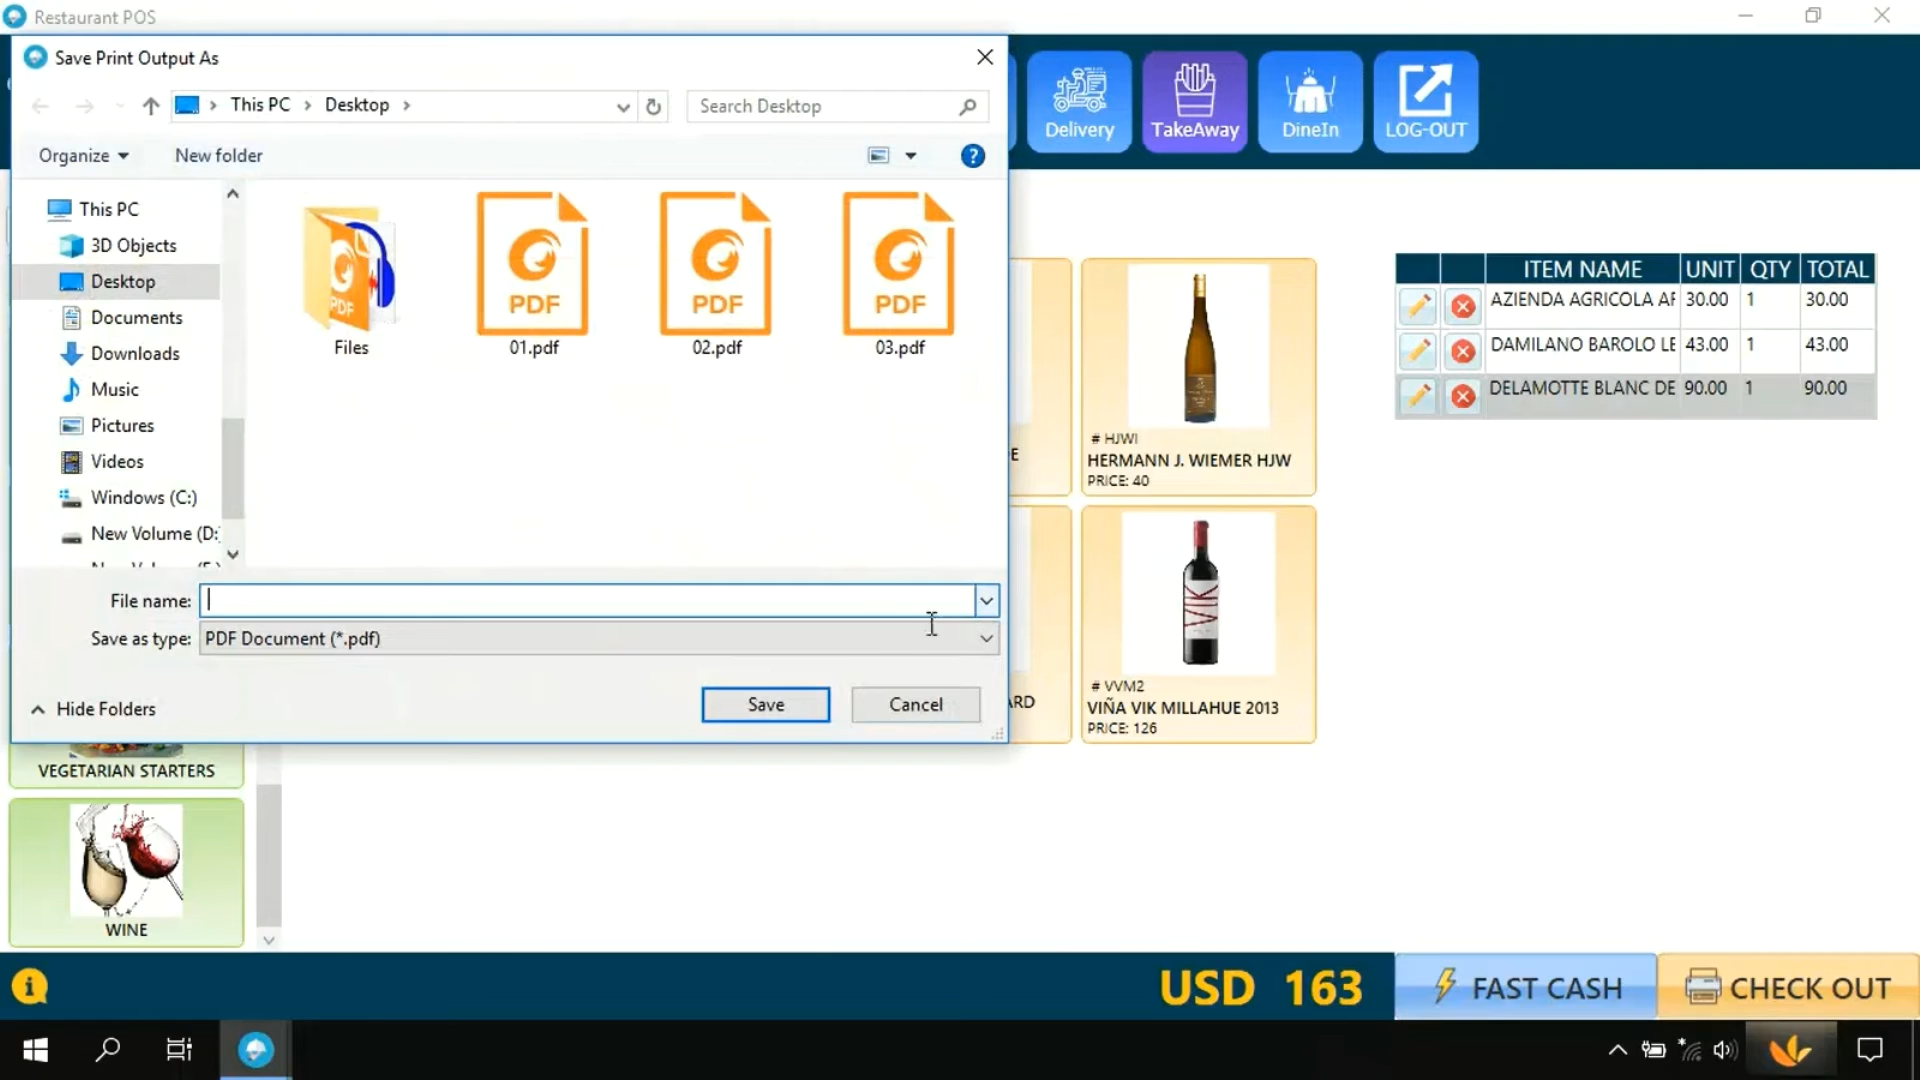 Restaurant POS
Save Print Output As
This PC > Desktop >
Search Desktop
Organize
New folder
This PC
3D Objects
Desktop
Documents
Downloads
Music
Pictures
Videos
Windows (C:)
New Volume (D:
Files
01.pdf
02.pdf
03.pdf
PDF
PDF
PDF
File name:
Save as type: PDF Document (*.pdf)
Hide Folders
Save
Cancel
Delivery
TakeAway
DineIn
LOG-OUT
# HJWI
HERMANN J. WIEMER HJW
PRICE: 40
VIK
# VVM2
VIÑA VIK MILLAHUE 2013
PRICE: 126
E
ARD
ITEM NAME UNIT QTY TOTAL
AZIENDA AGRICOLA AF 30.00 1 30.00
DAMILANO BAROLO LE 43.00 1 43.00
DELAMOTTE BLANC DE 90.00 1 90.00
VEGETARIAN STARTERS
WINE
USD 163
FAST CASH
CHECK OUT